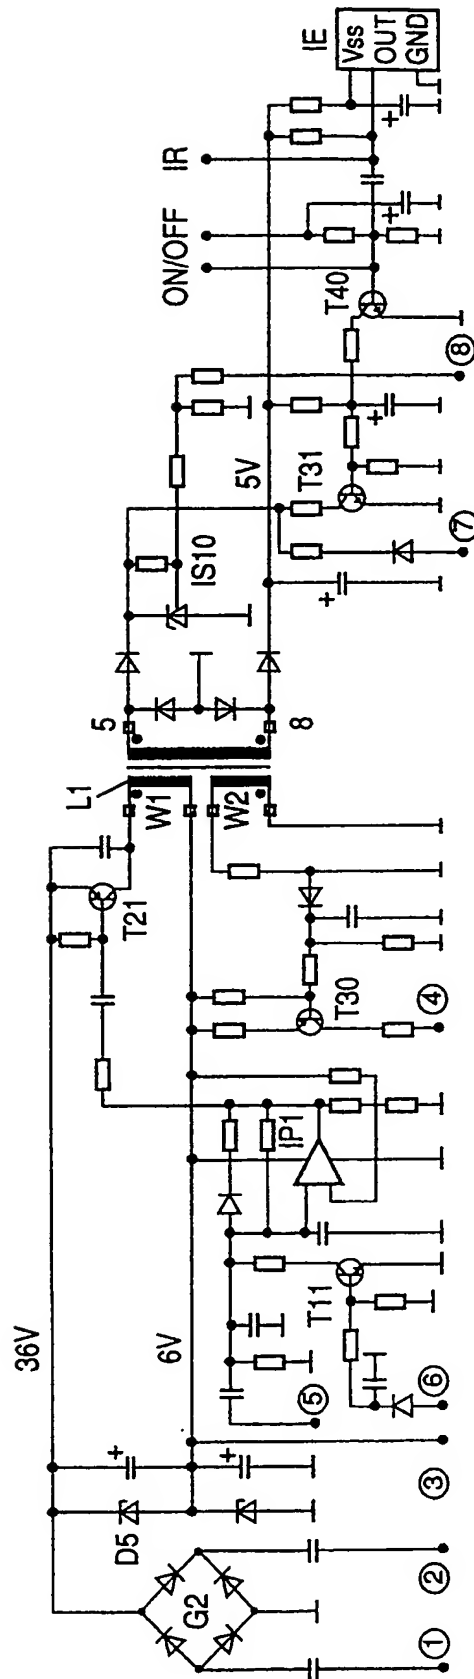 36V
6V
D5
G2
①
②
③
⑤
⑥
T11
IP1
T30
④
T21
L1
W1
W2
5
8
IS10
5V
T31
⑦
⑧
T40
ON/OFF
IR
IE
Vss
OUT
GND